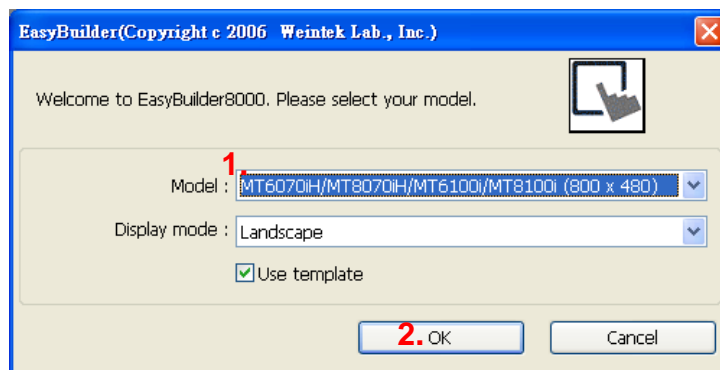 EasyBuilder(Copyright c 2006 Weintek Lab., Inc.)
Welcome to EasyBuilder8000. Please select your model.
1.
Model : MT6070iH/MT8070iH/MT6100i/MT8100i (800 x 480)
Display mode : Landscape
Use template
2. OK Cancel